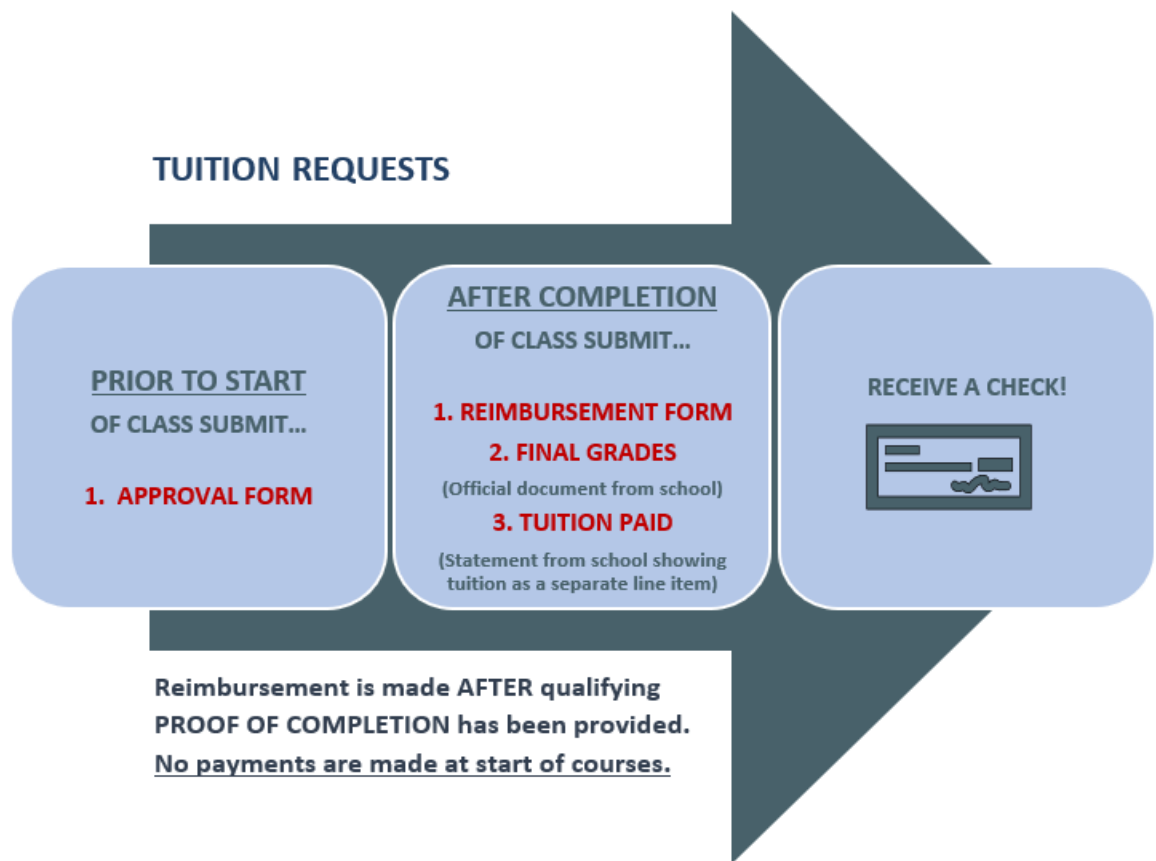 TUITION REQUESTS
PRIOR TO START
OF CLASS SUBMIT...
1. APPROVAL FORM
AFTER COMPLETION
OF CLASS SUBMIT...
1. REIMBURSEMENT FORM
2. FINAL GRADES
(Official document from school)
3. TUITION PAID
(Statement from school showing
tuition as a separate line item)
RECEIVE A CHECK!
Reimbursement is made AFTER qualifying
PROOF OF COMPLETION has been provided.
No payments are made at start of courses.